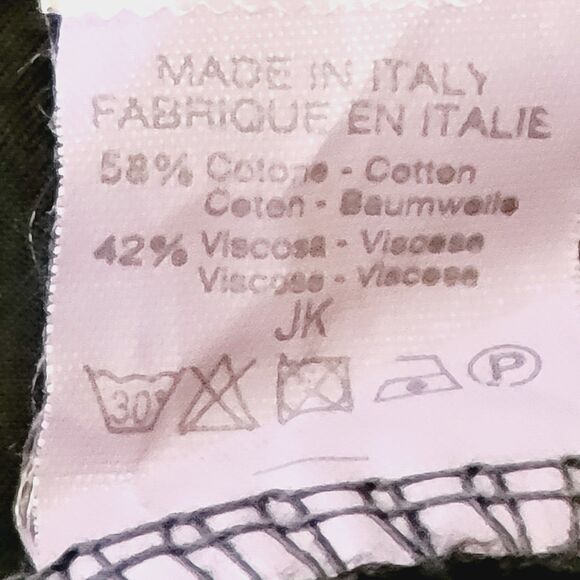 MADE IN ITALY
FABRIQUE EN ITALIE
58% Cotone - Cotton
Coton - Baumwolle
42% Viscosa - Viscose
Viscose - Viscose
JK
30° P